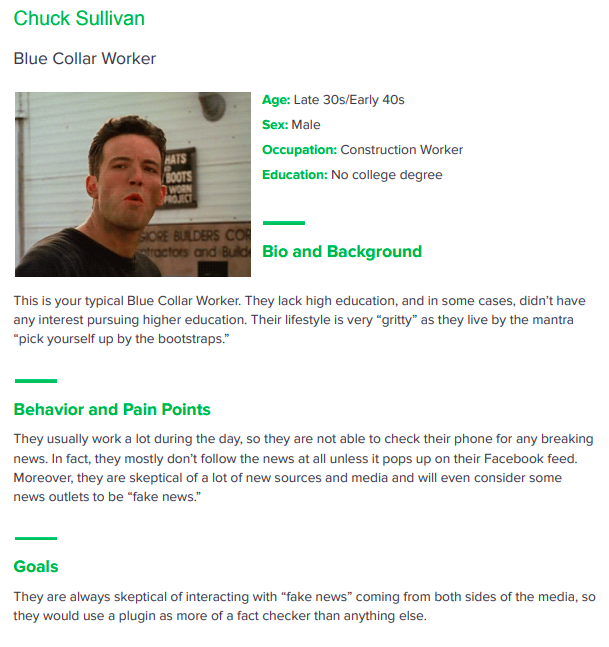 Chuck Sullivan
Blue Collar Worker
Age: Late 30s/Early 40s
Sex: Male
Occupation: Construction Worker
Education: No college degree
HATS
BOOTS
WORN
PROJECT
SHORE BUILDERS COR
ntractors and Builde
Bio and Background
This is your typical Blue Collar Worker. They lack high education, and in some cases, didn’t have
any interest pursuing higher education. Their lifestyle is very “gritty” as they live by the mantra
“pick yourself up by the bootstraps.”
Behavior and Pain Points
They usually work a lot during the day, so they are not able to check their phone for any breaking
news. In fact, they mostly don’t follow the news at all unless it pops up on their Facebook feed.
Moreover, they are skeptical of a lot of new sources and media and will even consider some
news outlets to be “fake news.”
Goals
They are always skeptical of interacting with “fake news” coming from both sides of the media, so
they would use a plugin as more of a fact checker than anything else.